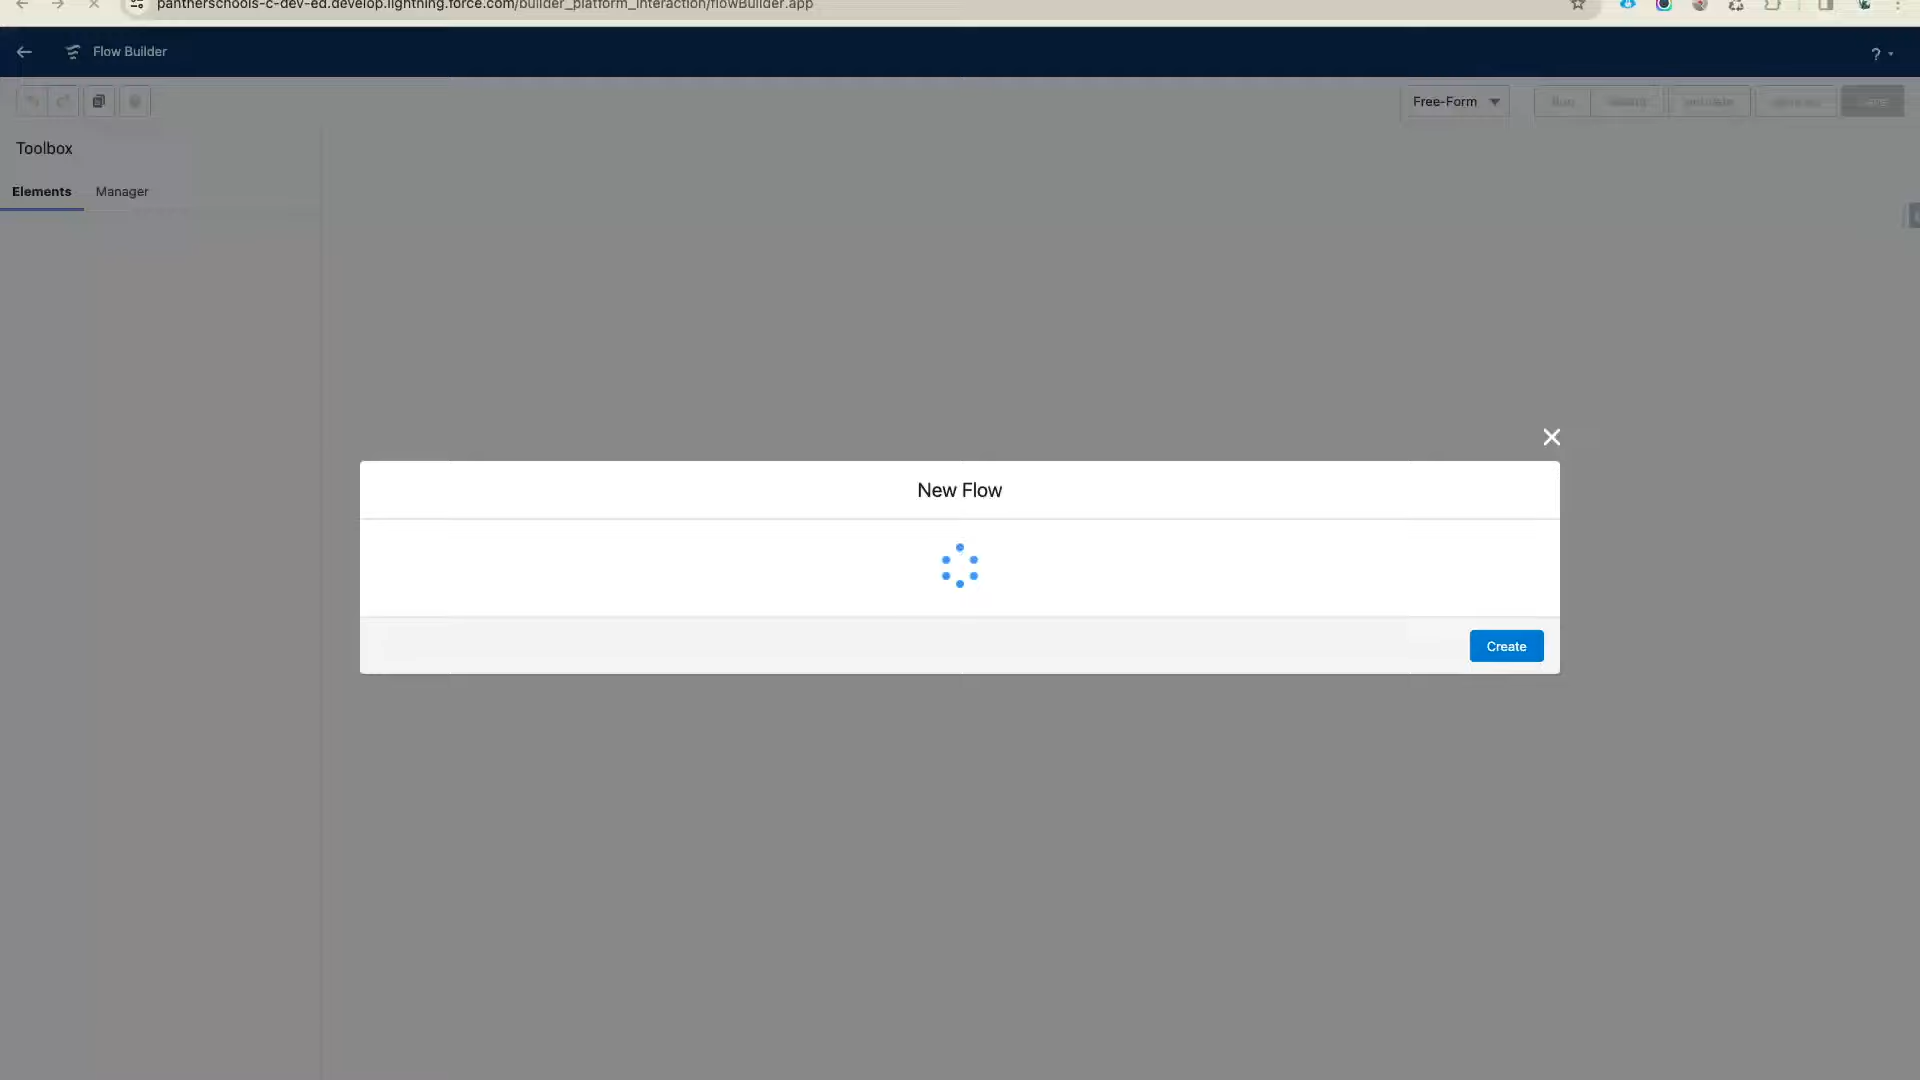 pantherschools-c-dev-ed.develop.lightning.force.com/builder_platform_interaction/flowBuilder.app
Flow Builder
?
Free-Form
Toolbox
Elements Manager
New Flow
Create